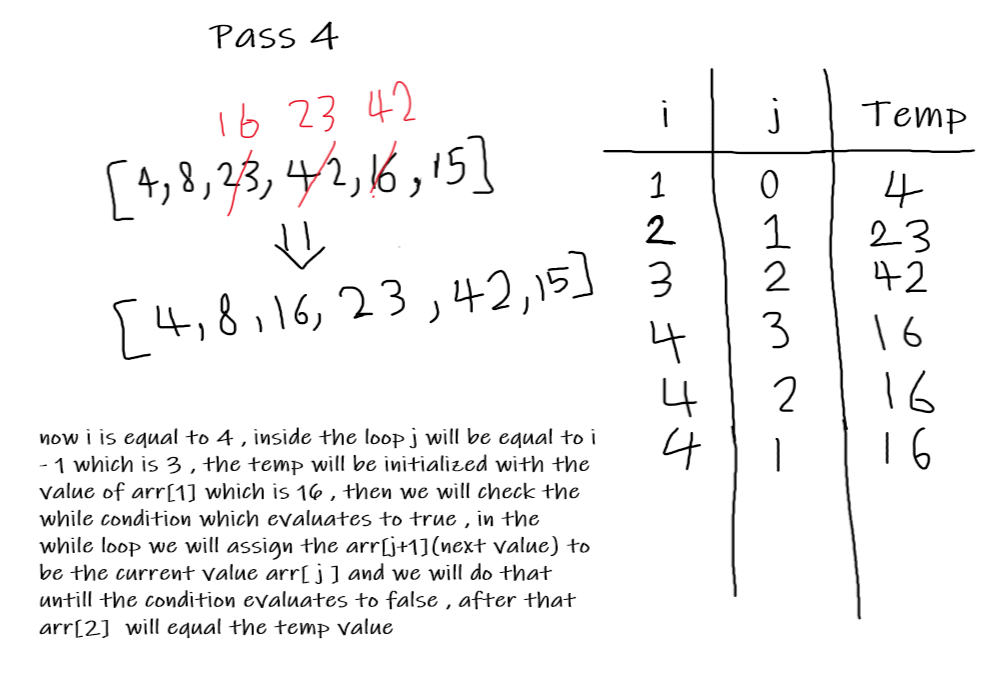 Pass 4
16 23 42
[4,8,23,42,16,15]
[4,8,16,23,42,15]
i j Temp
1 0 4
2 1 23
3 2 42
4 3 16
4 2 16
4 1 16
now i is equal to 4 , inside the loop j will be equal to i
- 1 which is 3 , the temp will be initialized with the
value of arr[1] which is 16 , then we will check the
while condition which evaluates to true , in the
while loop we will assign the arr[j+1](next value) to
be the current value arr[ j ] and we will do that
untill the condition evaluates to false , after that
arr[2] will equal the temp value